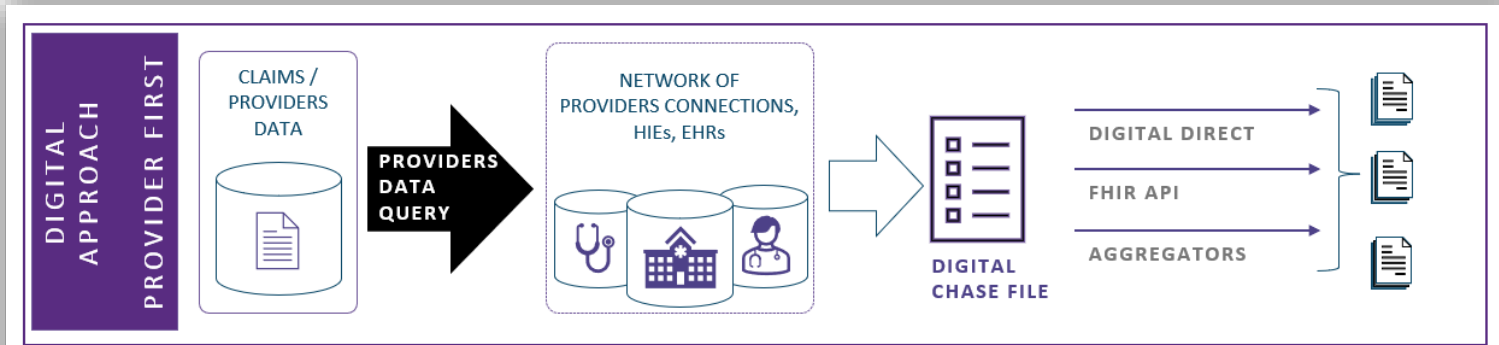 DIGITAL
APPROACH
PROVIDER FIRST
CLAIMS /
PROVIDERS
DATA
PROVIDERS
DATA
QUERY
NETWORK OF
PROVIDERS CONNECTIONS,
HIEs, EHRs
DIGITAL
CHASE FILE
DIGITAL DIRECT
FHIR API
AGGREGATORS